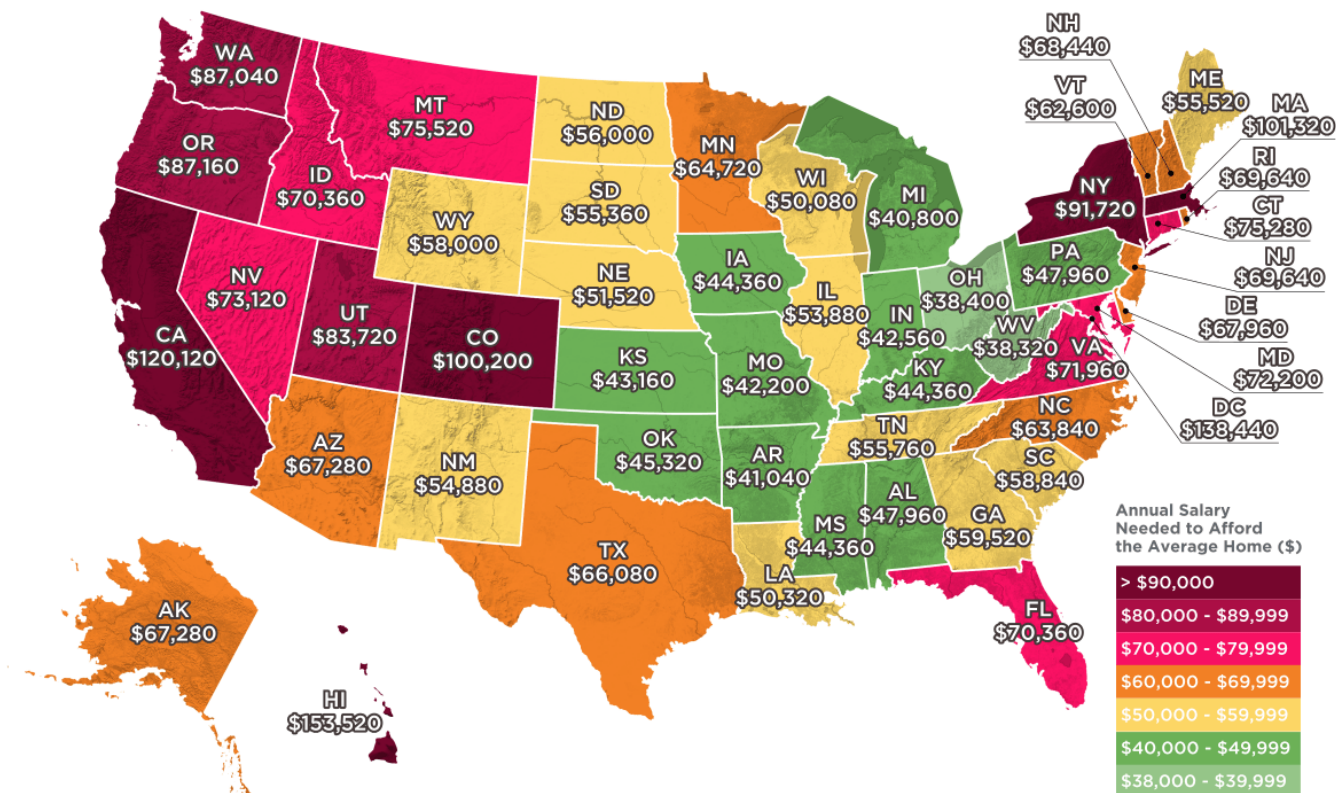 WA
$87,040
OR
$87,160
CA
$120,120
NV
$73,120
ID
$70,360
MT
$75,520
WY
$58,000
UT
$83,720
CO
$100,200
AZ
$67,280
NM
$54,880
ND
$56,000
SD
$55,360
NE
$51,520
KS
$43,160
OK
$45,320
TX
$66,080
MN
$64,720
IA
$44,360
MO
$42,200
AR
$41,040
LA
$50,320
WI
$50,080
IL
$53,880
MI
$40,800
IN
$42,560
OH
$38,400
WV
$38,320
KY
$44,360
TN
$55,760
MS
$44,360
AL
$47,960
GA
$59,520
FL
$70,360
SC
$58,840
NC
$63,840
VA
$71,960
PA
$47,960
NY
$91,720
NH
$68,440
VT
$62,600
ME
$55,520
MA
$101,320
RI
$69,640
CT
$75,280
NJ
$69,640
DE
$67,960
MD
$72,200
DC
$138,440
AK
$67,280
HI
$153,520
Annual Salary
Needed to Afford
the Average Home ($)
> $90,000
$80,000 - $89,999
$70,000 - $79,999
$60,000 - $69,999
$50,000 - $59,999
$40,000 - $49,999
$38,000 - $39,999